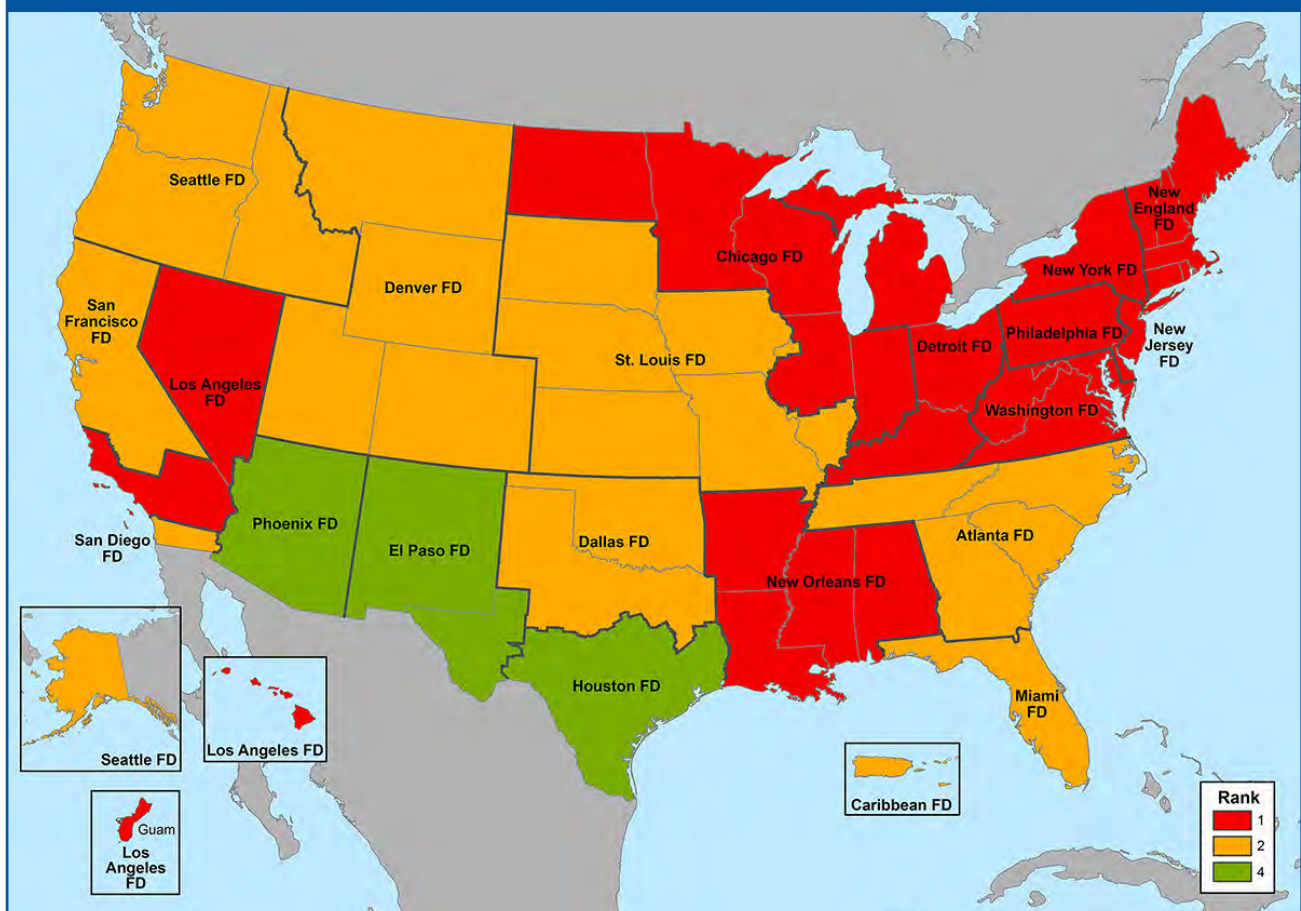 Seattle FD
Denver FD
San
Francisco
FD
Los Angeles
FD
San Diego
FD
Phoenix FD
El Paso FD
Dallas FD
Houston FD
St. Louis FD
Chicago FD
Detroit FD
New Orleans FD
Atlanta FD
Miami
FD
Washington FD
Philadelphia FD
New York FD
New
England
FD
New
Jersey
FD
Seattle FD
Los Angeles FD
Guam
Los
Angeles
FD
Caribbean FD
Rank
1
2
4